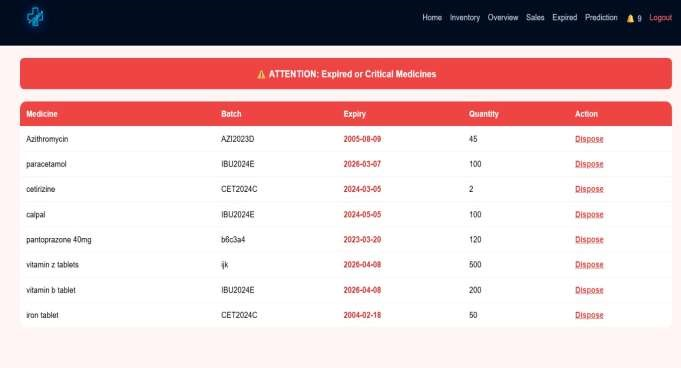 Home Inventory Overview Sales Expired Prediction 🔔 9 Logout
⚠️ ATTENTION: Expired or Critical Medicines
Medicine Batch Expiry Quantity Action
Azithromycin AZI2023D 2005-08-09 45 Dispose
paracetamol IBU2024E 2026-03-07 100 Dispose
cetirizine CET2024C 2024-03-05 2 Dispose
calpal IBU2024E 2024-05-05 100 Dispose
pantoprazone 40mg b6c3a4 2023-03-20 120 Dispose
vitamin z tablets ijk 2026-04-08 500 Dispose
vitamin b tablet IBU2024E 2026-04-08 200 Dispose
iron tablet CET2024C 2004-02-18 50 Dispose